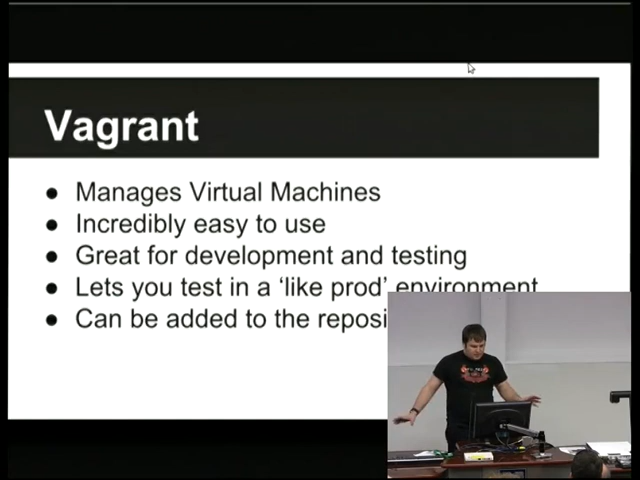 Vagrant
● Manages Virtual Machines
● Incredibly easy to use
● Great for development and testing
● Lets you test in a ‘like prod’ environment
● Can be added to the reposi